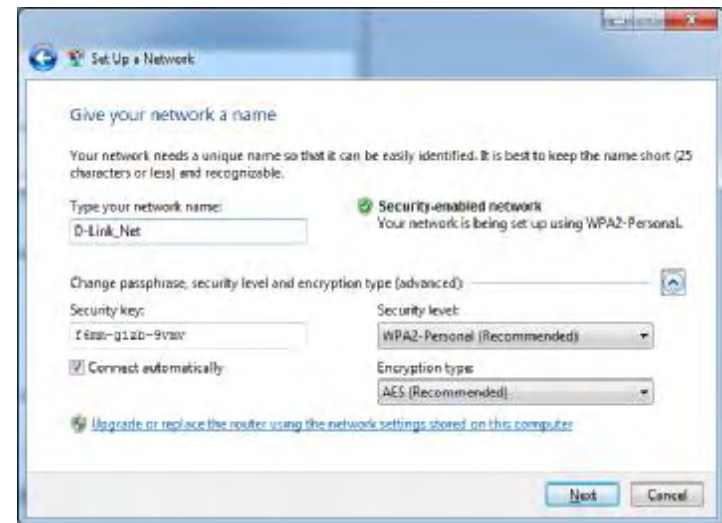 Set Up a Network
Give your network a name
Your network needs a unique name so that it can be easily identified. It is best to keep the name short (25
characters or less) and recognizable.
Type your network name:
Security-enabled network
D-Link_Net
Your network is being set up using WPA2-Personal.
Change passphrase, security level and encryption type (advanced):
Security key:
Security level:
WPA2-Personal (Recommended)
Connect automatically
Encryption type:
AES (Recommended)
Upgrade or replace the router using the network settings stored on this computer
Next
Cancel